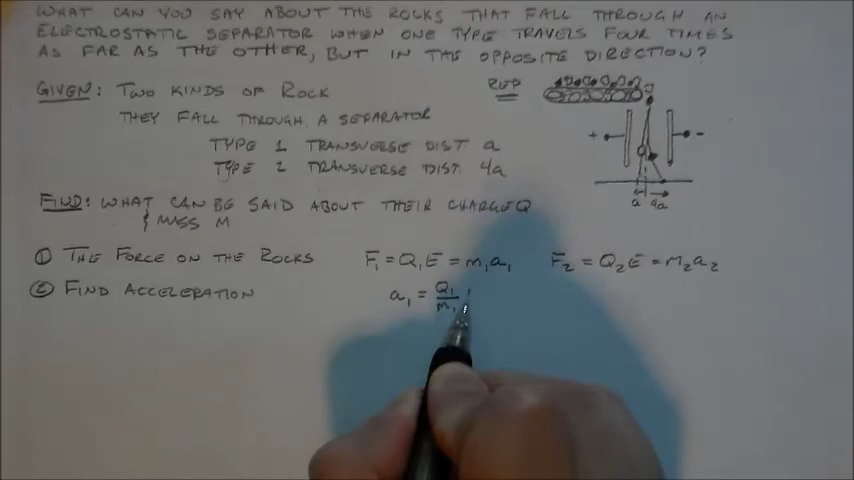 WHAT CAN YOU SAY ABOUT THE ROCKS THAT FALL THROUGH AN
ELECTROSTATIC SEPARATOR WHEN ONE TYPE TRAVELS FOUR TIMES
AS FAR AS THE OTHER, BUT IN THE OPPOSITE DIRECTION?
GIVEN: TWO KINDS OF ROCK
REP
THEY FALL THROUGH A SEPARATOR
+ -
TYPE 1 TRANSVERSE DIST. a
TYPE 2 TRANSVERSE DIST. 4a
a 4a
FIND: WHAT CAN BE SAID ABOUT THEIR CHARGE Q
& MASS M
① THE FORCE ON THE ROCKS F₁ = Q₁E = m₁a₁ F₂ = Q₂E = M₂a₂
② FIND ACCELERATION a₁ = Q₁/M₁